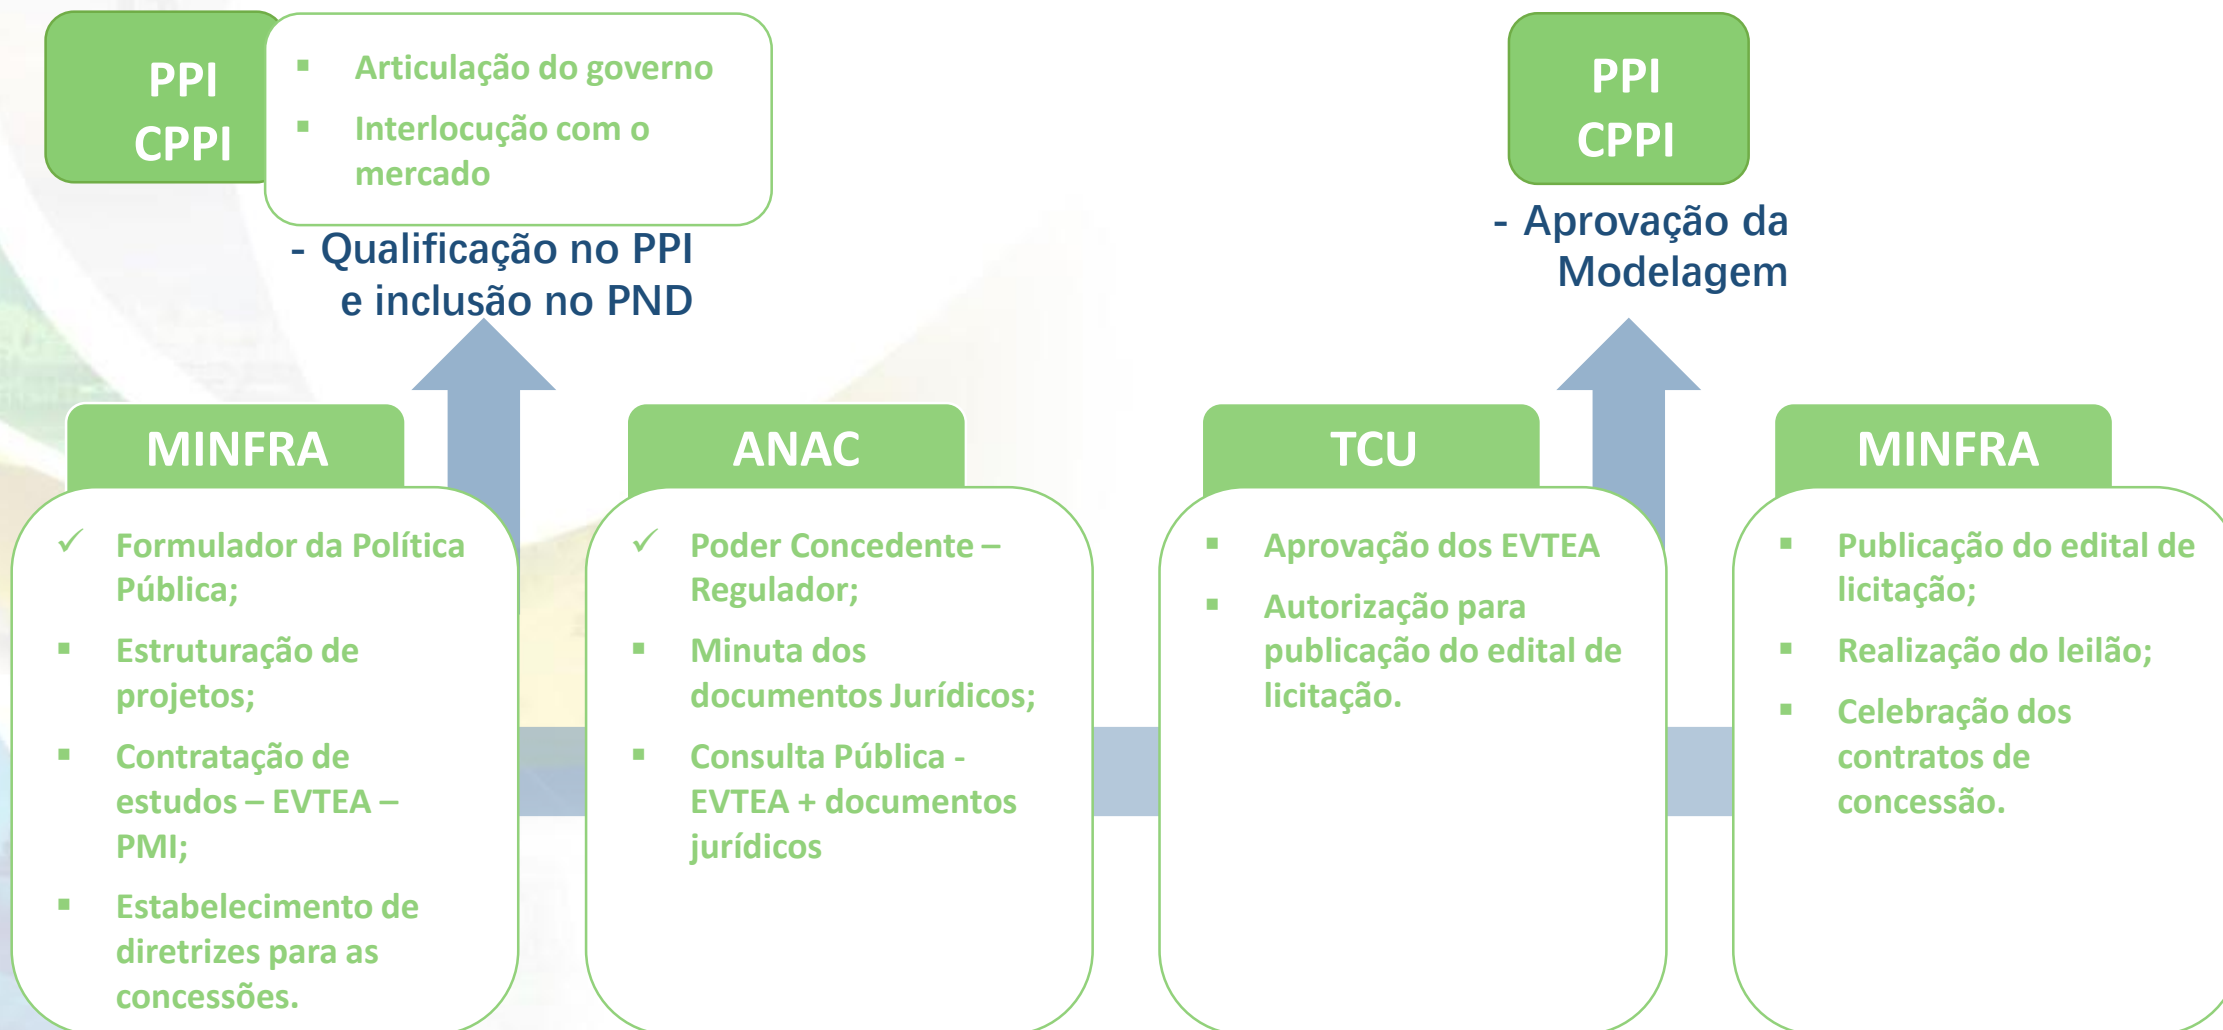 PPI
CPPI
▪ Articulação do governo
▪ Interlocução com o
mercado
- Qualificação no PPI
e inclusão no PND
PPI
CPPI
- Aprovação da
Modelagem
MINFRA
✓ Formulador da Política
Pública;
▪ Estruturação de
projetos;
▪ Contratação de
estudos – EVTEA –
PMI;
▪ Estabelecimento de
diretrizes para as
concessões.
ANAC
✓ Poder Concedente –
Regulador;
▪ Minuta dos
documentos Jurídicos;
▪ Consulta Pública -
EVTEA + documentos
jurídicos
TCU
▪ Aprovação dos EVTEA
▪ Autorização para
publicação do edital de
licitação.
MINFRA
▪ Publicação do edital de
licitação;
▪ Realização do leilão;
▪ Celebração dos
contratos de
concessão.